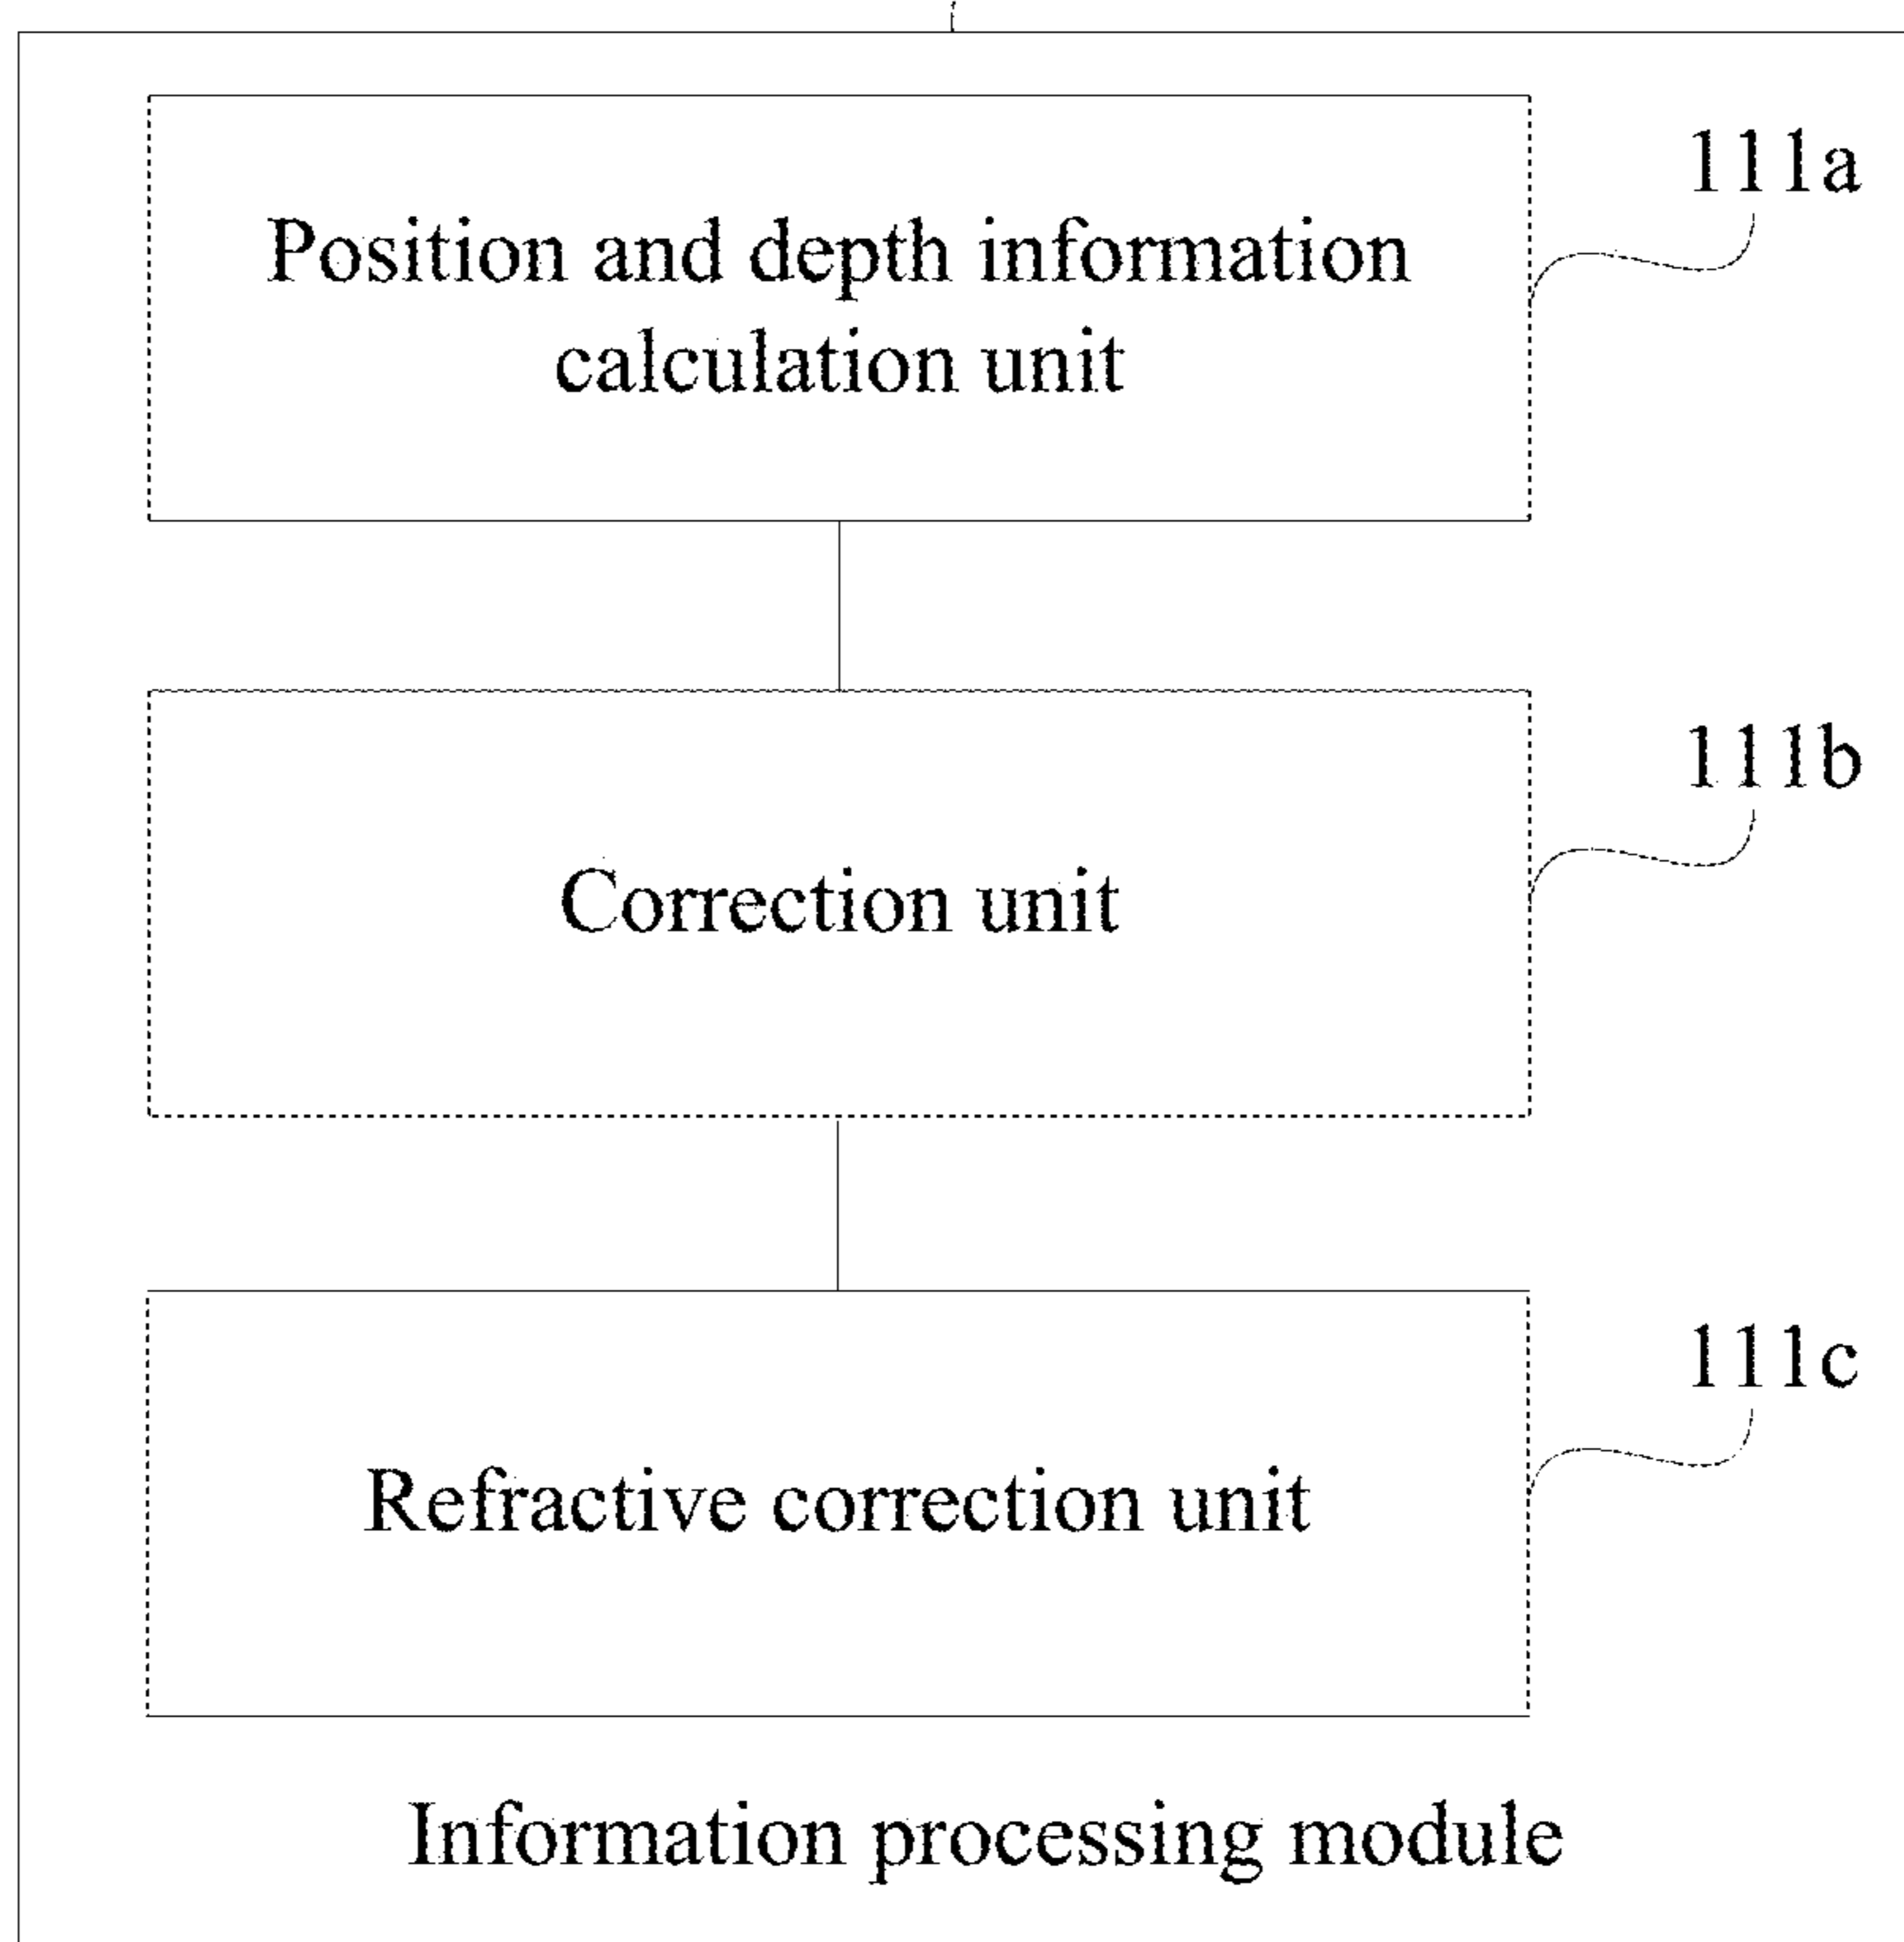 111a
Position and depth information
calculation unit
111b
Correction unit
111c
Refractive correction unit
Information processing module